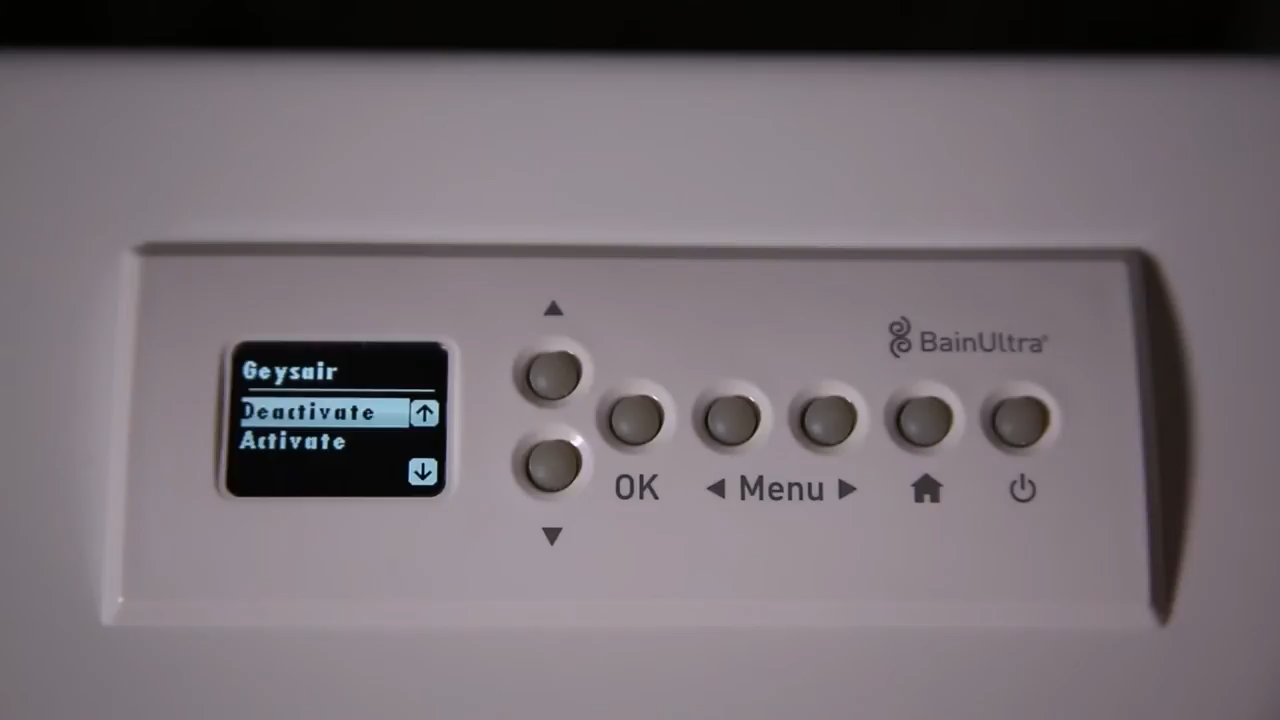 Geysair
Deactivate
Activate
OK
Menu
BainUltra®